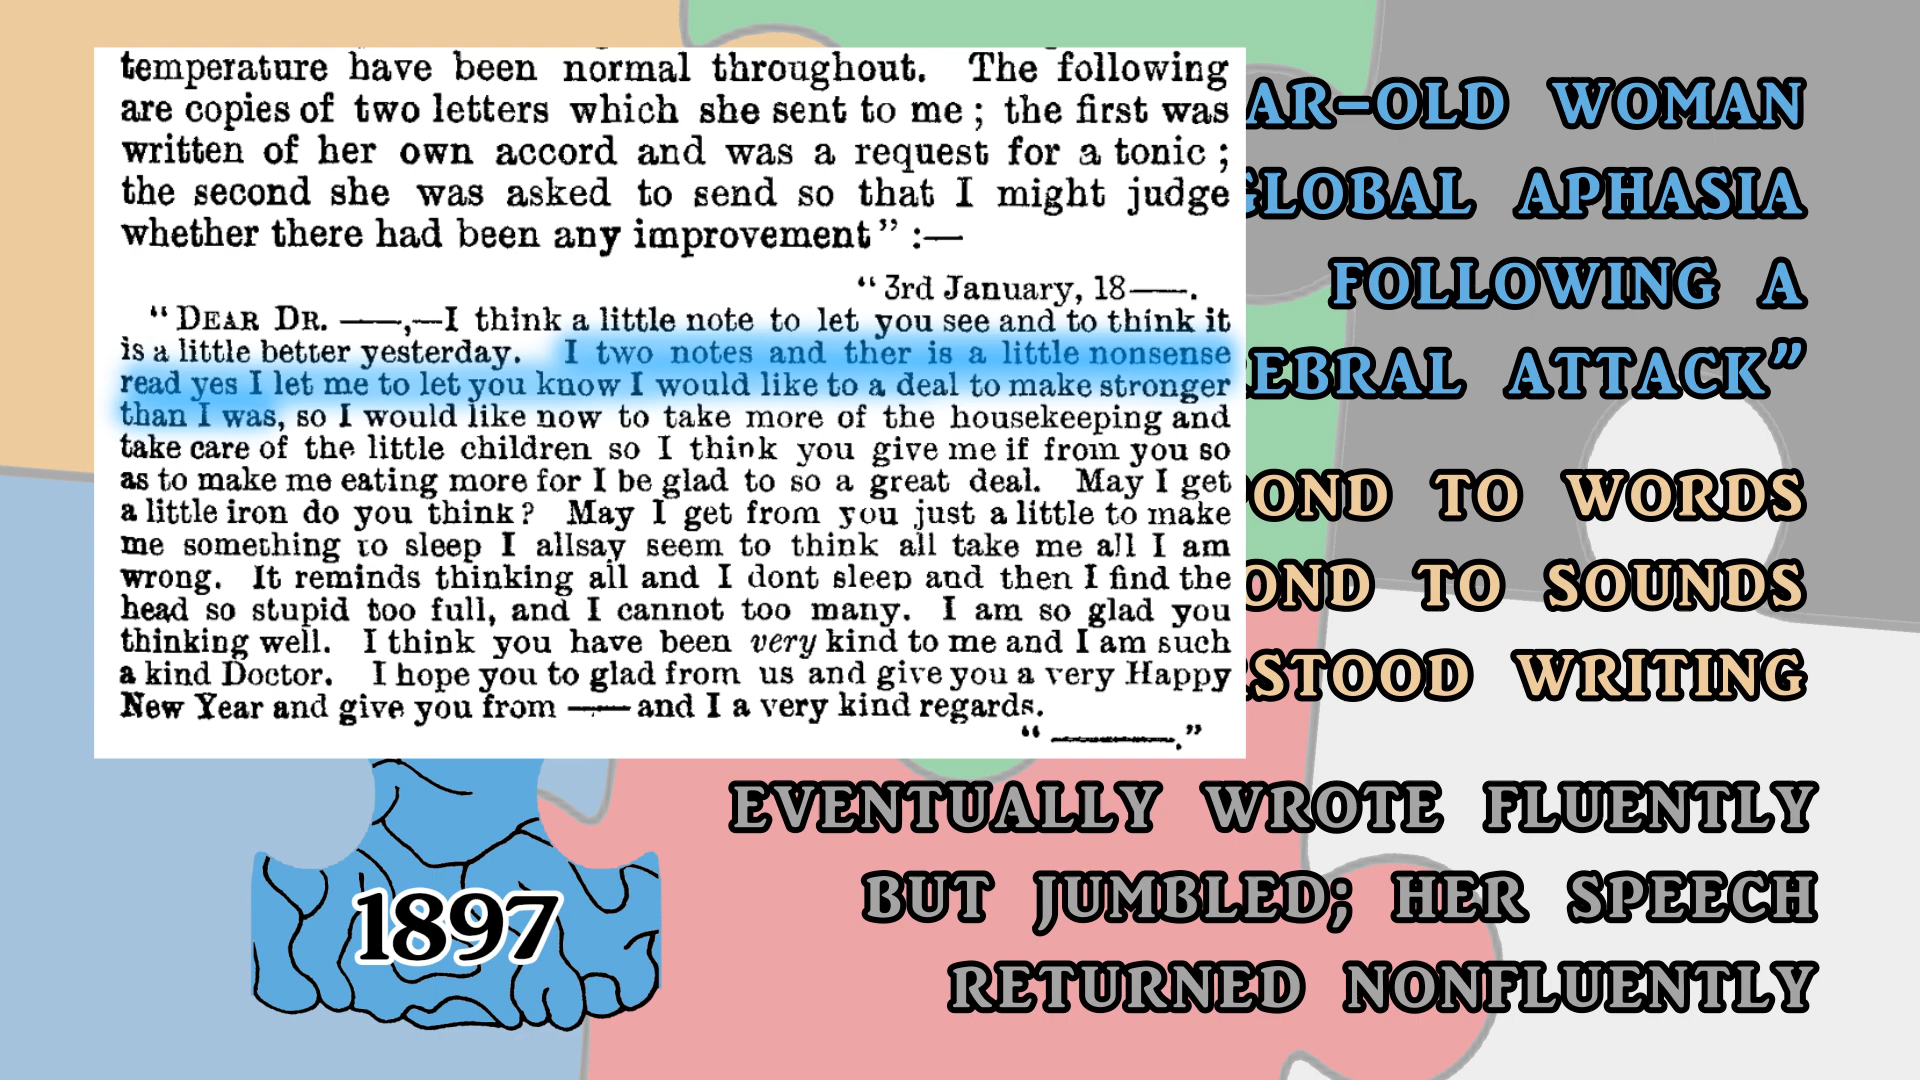 temperature have been normal throughout. The following
are copies of two letters which she sent to me ; the first was
written of her own accord and was a request for a tonic ;
the second she was asked to send so that I might judge
whether there had been any improvement” :—
“ 3rd January, 18——.
“ DEAR DR. ——,—I think a little note to let you see and to think it
is a little better yesterday. I two notes and ther is a little nonsense
read yes I let me to let you know I would like to a deal to make stronger
than I was, so I would like now to take more of the housekeeping and
take care of the little children so I think you give me if from you so
as to make me eating more for I be glad to so a great deal. May I get
a little iron do you think? May I get from you just a little to make
me something to sleep I allsay seem to think all take me all I am
wrong. It reminds thinking all and I dont sleep and then I find the
head so stupid too full, and I cannot too many. I am so glad you
thinking well. I think you have been very kind to me and I am such
a kind Doctor. I hope you to glad from us and give you a very Happy
New Year and give you from —— and I a very kind regards.
“ ————.”
AR-OLD WOMAN
GLOBAL APHASIA
FOLLOWING A
EBRAL ATTACK”
OND TO WORDS
OND TO SOUNDS
RSTOOD WRITING
EVENTUALLY WROTE FLUENTLY
BUT JUMBLED; HER SPEECH
RETURNED NONFLUENTLY
1897